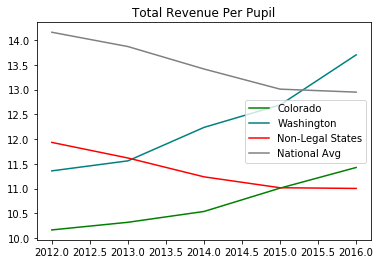 Total Revenue Per Pupil
14.0
13.5
13.0
12.5
12.0
11.5
11.0
10.5
10.0
Colorado
Washington
Non-Legal States
National Avg
2012.0 2012.5 2013.0 2013.5 2014.0 2014.5 2015.0 2015.5 2016.0